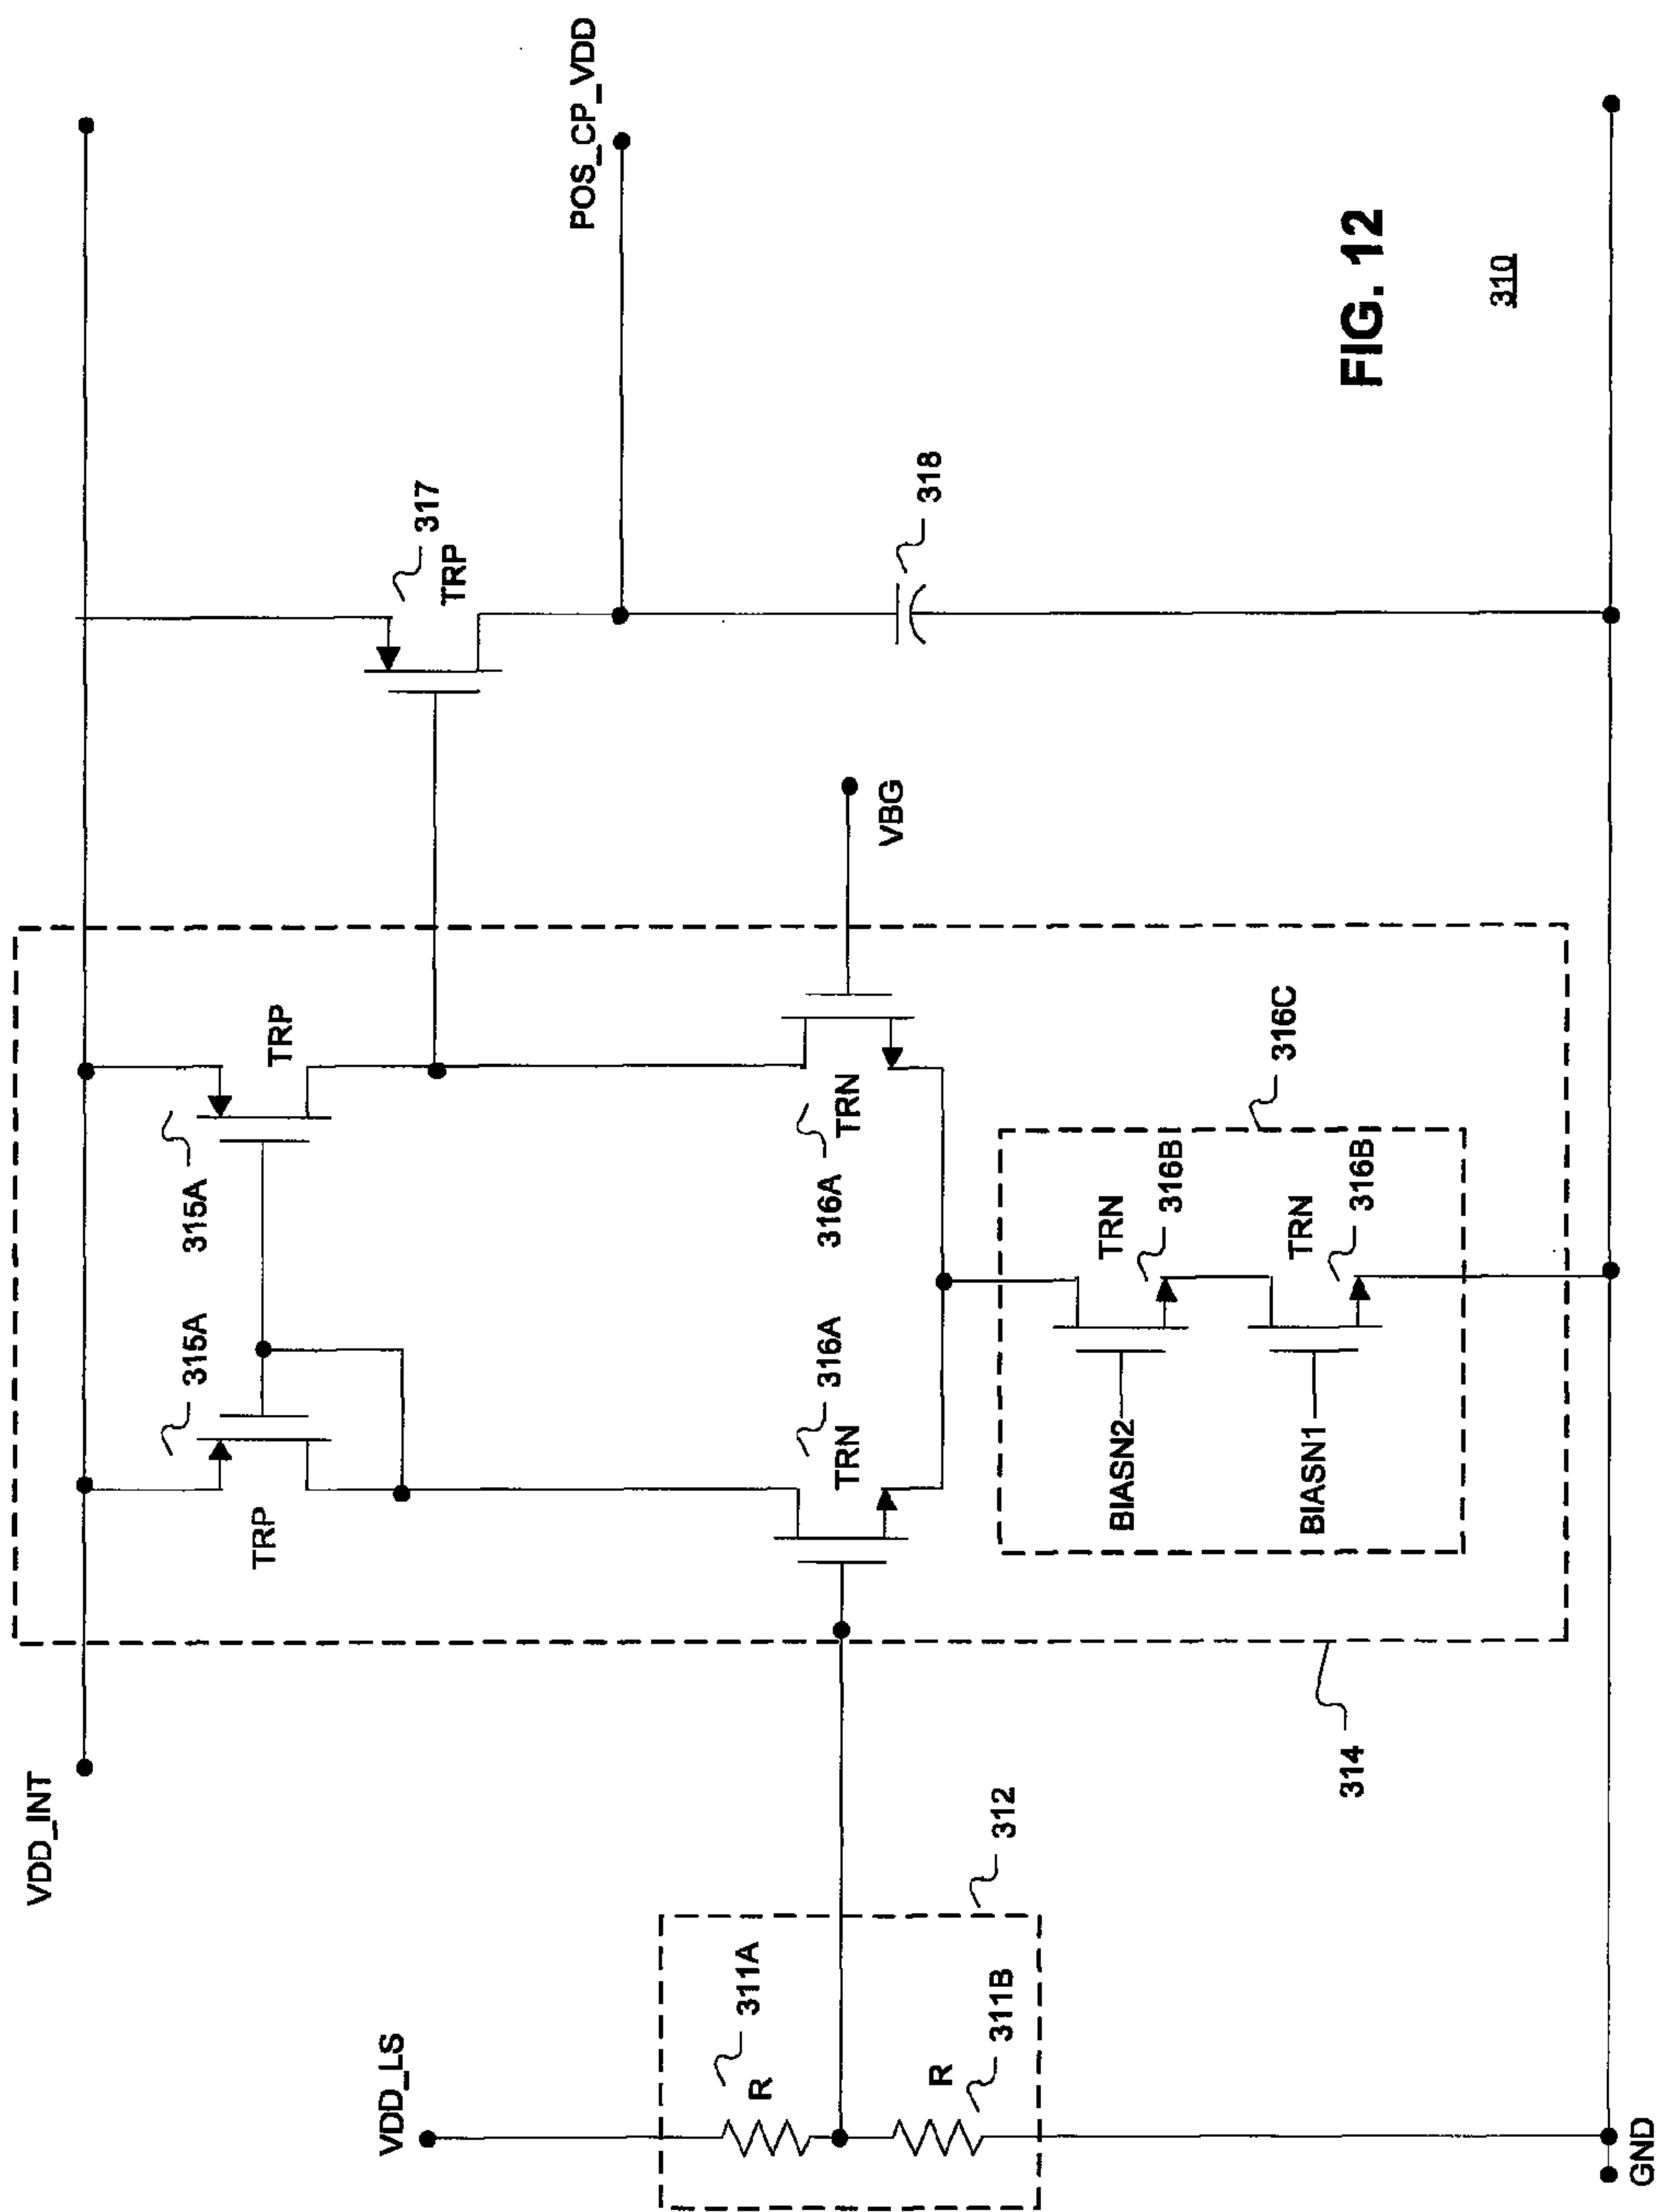 VDD_INT
POS_CP_VDD
VDD_LS
TRP
315A
315A
TRP
317
TRP
311A
R
312
R
311B
316A
TRN
316A
TRN
VBG
318
BIASN2
TRN
316B
316C
BIASN1
TRN
316B
314
GND
FIG. 12
310